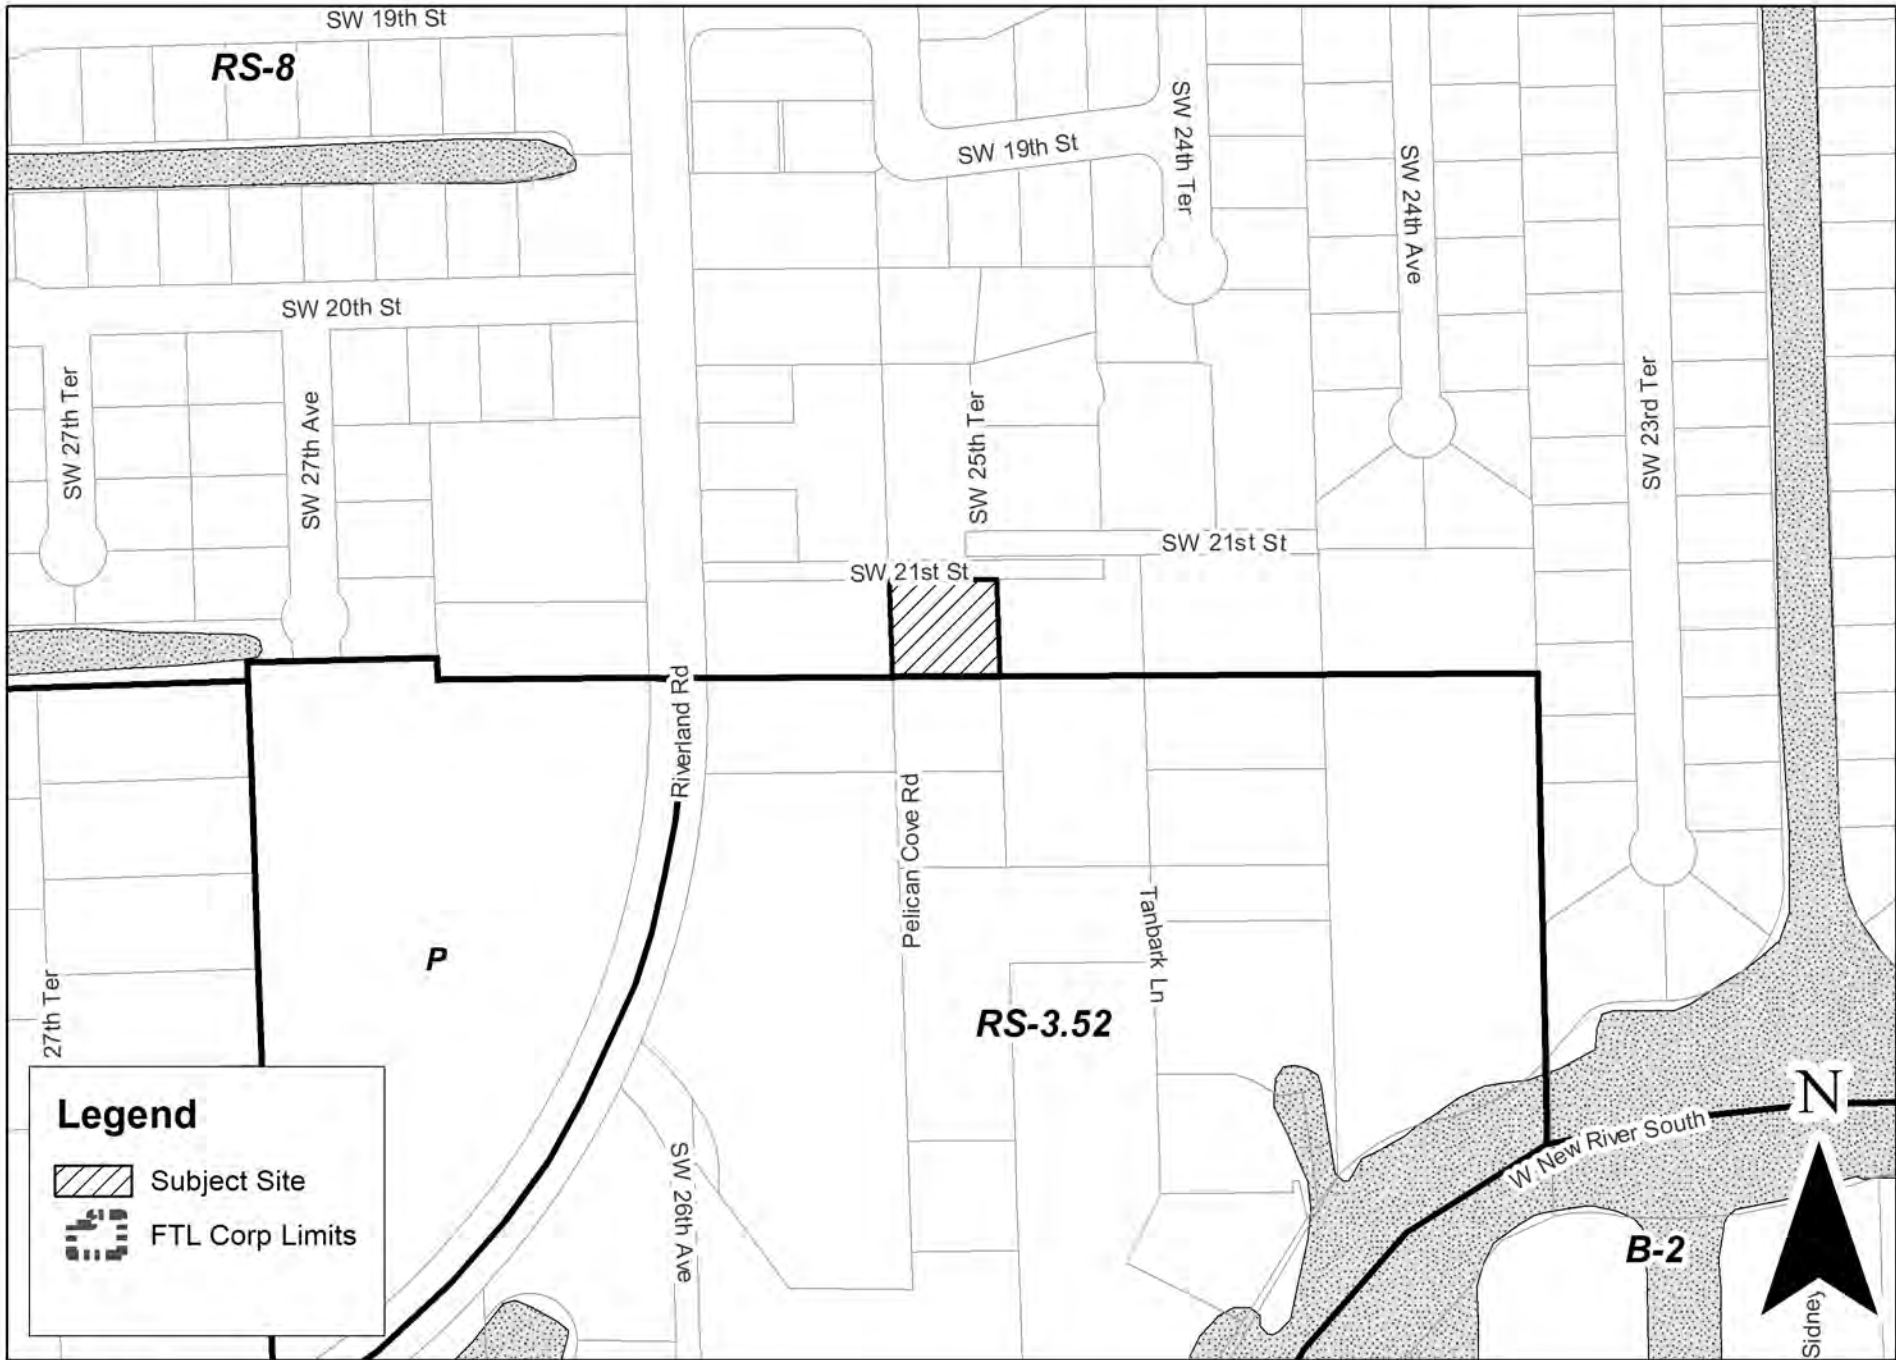 SW 19th St
RS-8
SW 19th St
SW 24th Ter
SW 24th Ave
SW 20th St
SW 27th Ter
SW 27th Ave
SW 25th Ter
SW 23rd Ter
SW 21st St
SW 21st St
Riverland Rd
Pelican Cove Rd
Tanbark Ln
P
27th Ter
RS-3.52
Legend
Subject Site
FTL Corp Limits
SW 26th Ave
W New River South
N
B-2
Sidney